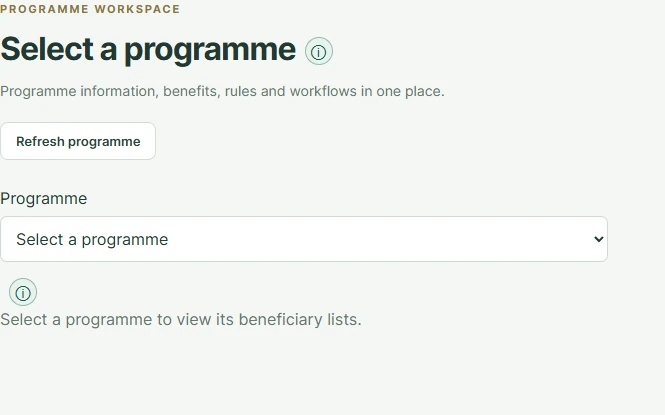 PROGRAMME WORKSPACE
Select a programme ⓘ
Programme information, benefits, rules and workflows in one place.
Refresh programme
Programme
Select a programme
ⓘ
Select a programme to view its beneficiary lists.